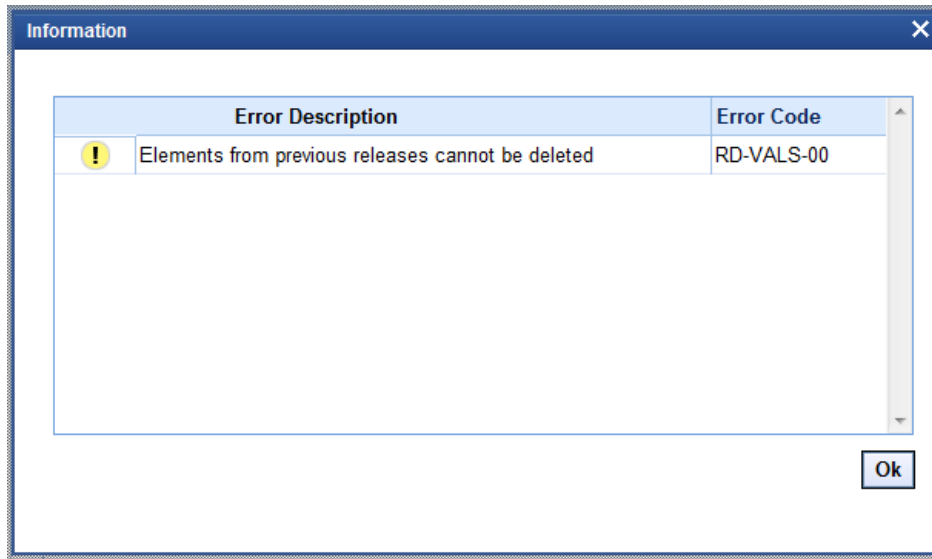 Information
Error Description Error Code
! Elements from previous releases cannot be deleted RD-VALS-00
Ok